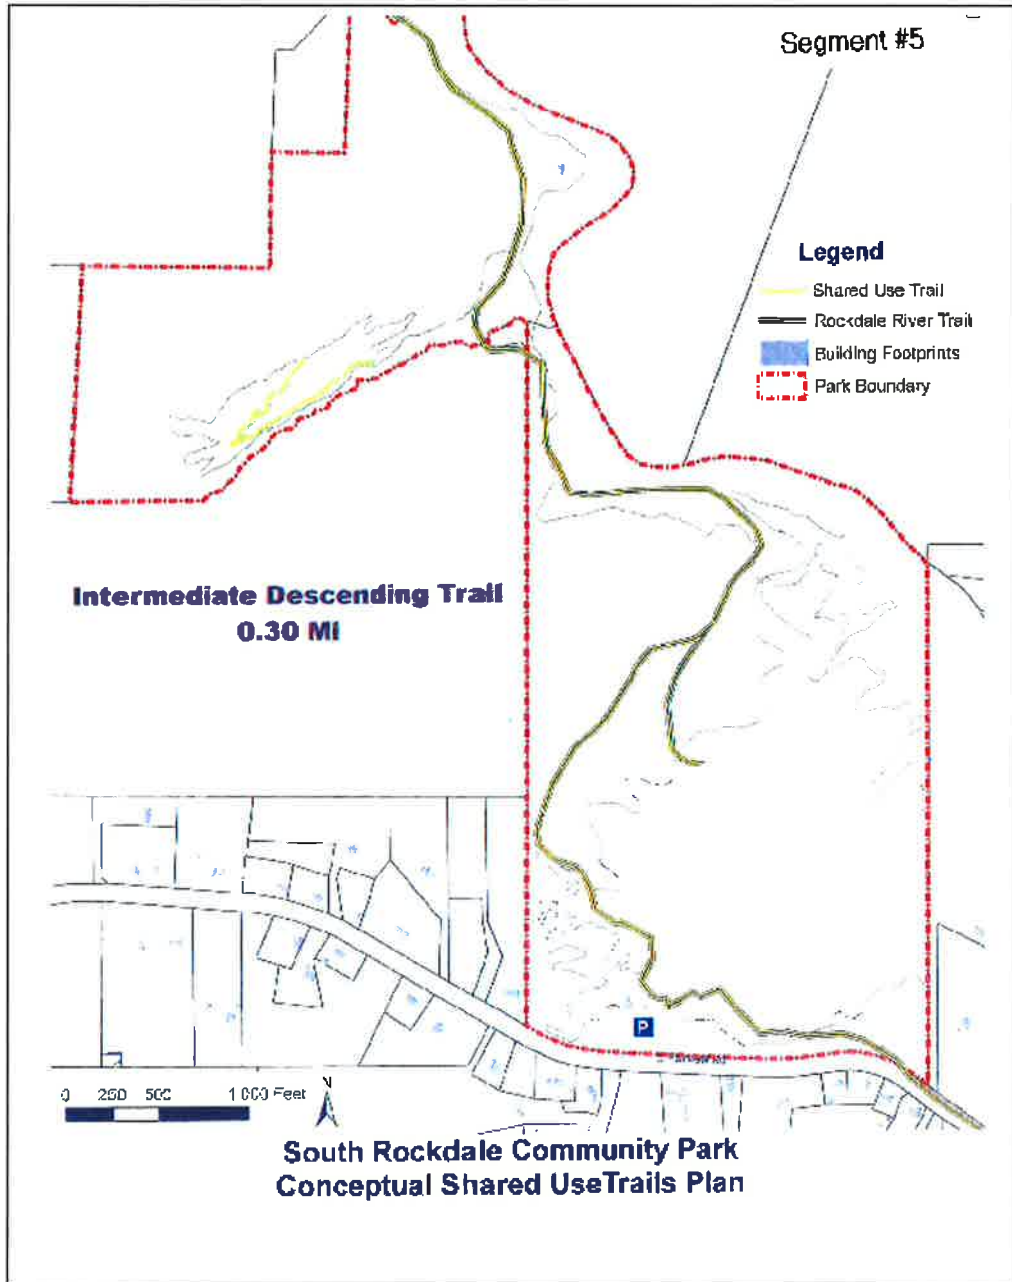 Segment #5
Legend
Shared Use Trail
Rockdale River Trail
Building Footprints
Park Boundary
Intermediate Descending Trail
0.30 Mi
P
0 250 500 1 000 Feet
N
South Rockdale Community Park
Conceptual Shared UseTrails Plan